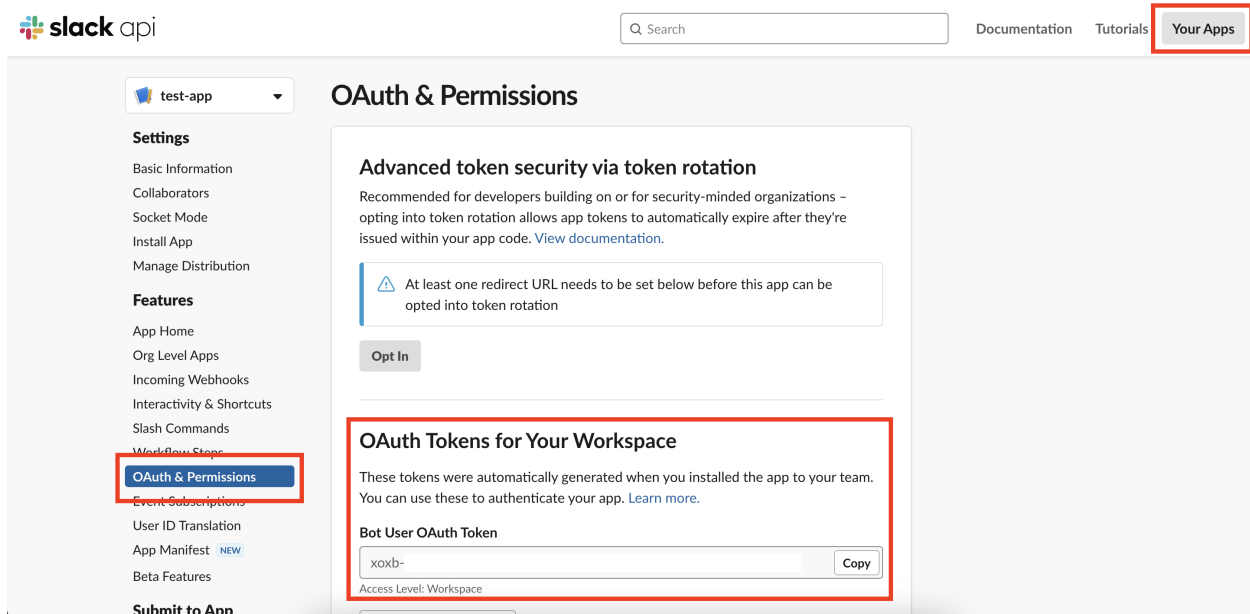 slack api
Search
Documentation
Tutorials
Your Apps
test-app
OAuth & Permissions
Settings
Basic Information
Collaborators
Socket Mode
Install App
Manage Distribution
Features
App Home
Org Level Apps
Incoming Webhooks
Interactivity & Shortcuts
Slash Commands
Workflow Steps
OAuth & Permissions
Event Subscriptions
User ID Translation
App Manifest NEW
Beta Features
Submit to App
Advanced token security via token rotation
Recommended for developers building on or for security-minded organizations –
opting into token rotation allows app tokens to automatically expire after they're
issued within your app code. View documentation.
At least one redirect URL needs to be set below before this app can be
opted into token rotation
Opt In
OAuth Tokens for Your Workspace
These tokens were automatically generated when you installed the app to your team.
You can use these to authenticate your app. Learn more.
Bot User OAuth Token
xoxb-
Copy
Access Level: Workspace